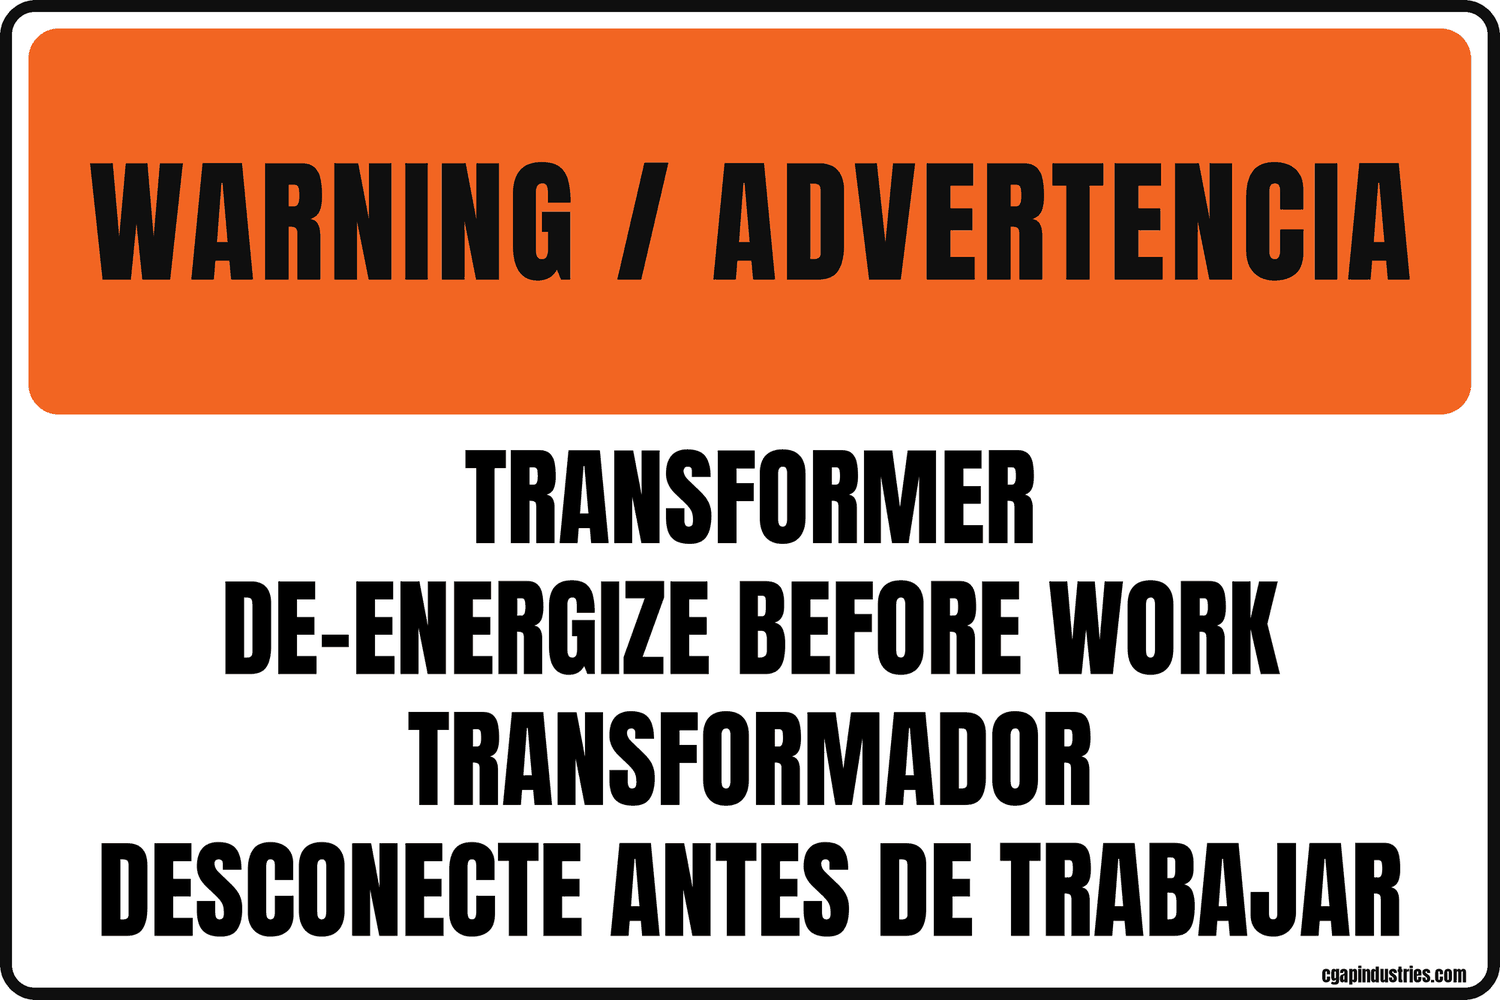 WARNING / ADVERTENCIA
TRANSFORMER
DE-ENERGIZE BEFORE WORK
TRANSFORMADOR
DESCONECTE ANTES DE TRABAJAR
cgapindustries.com